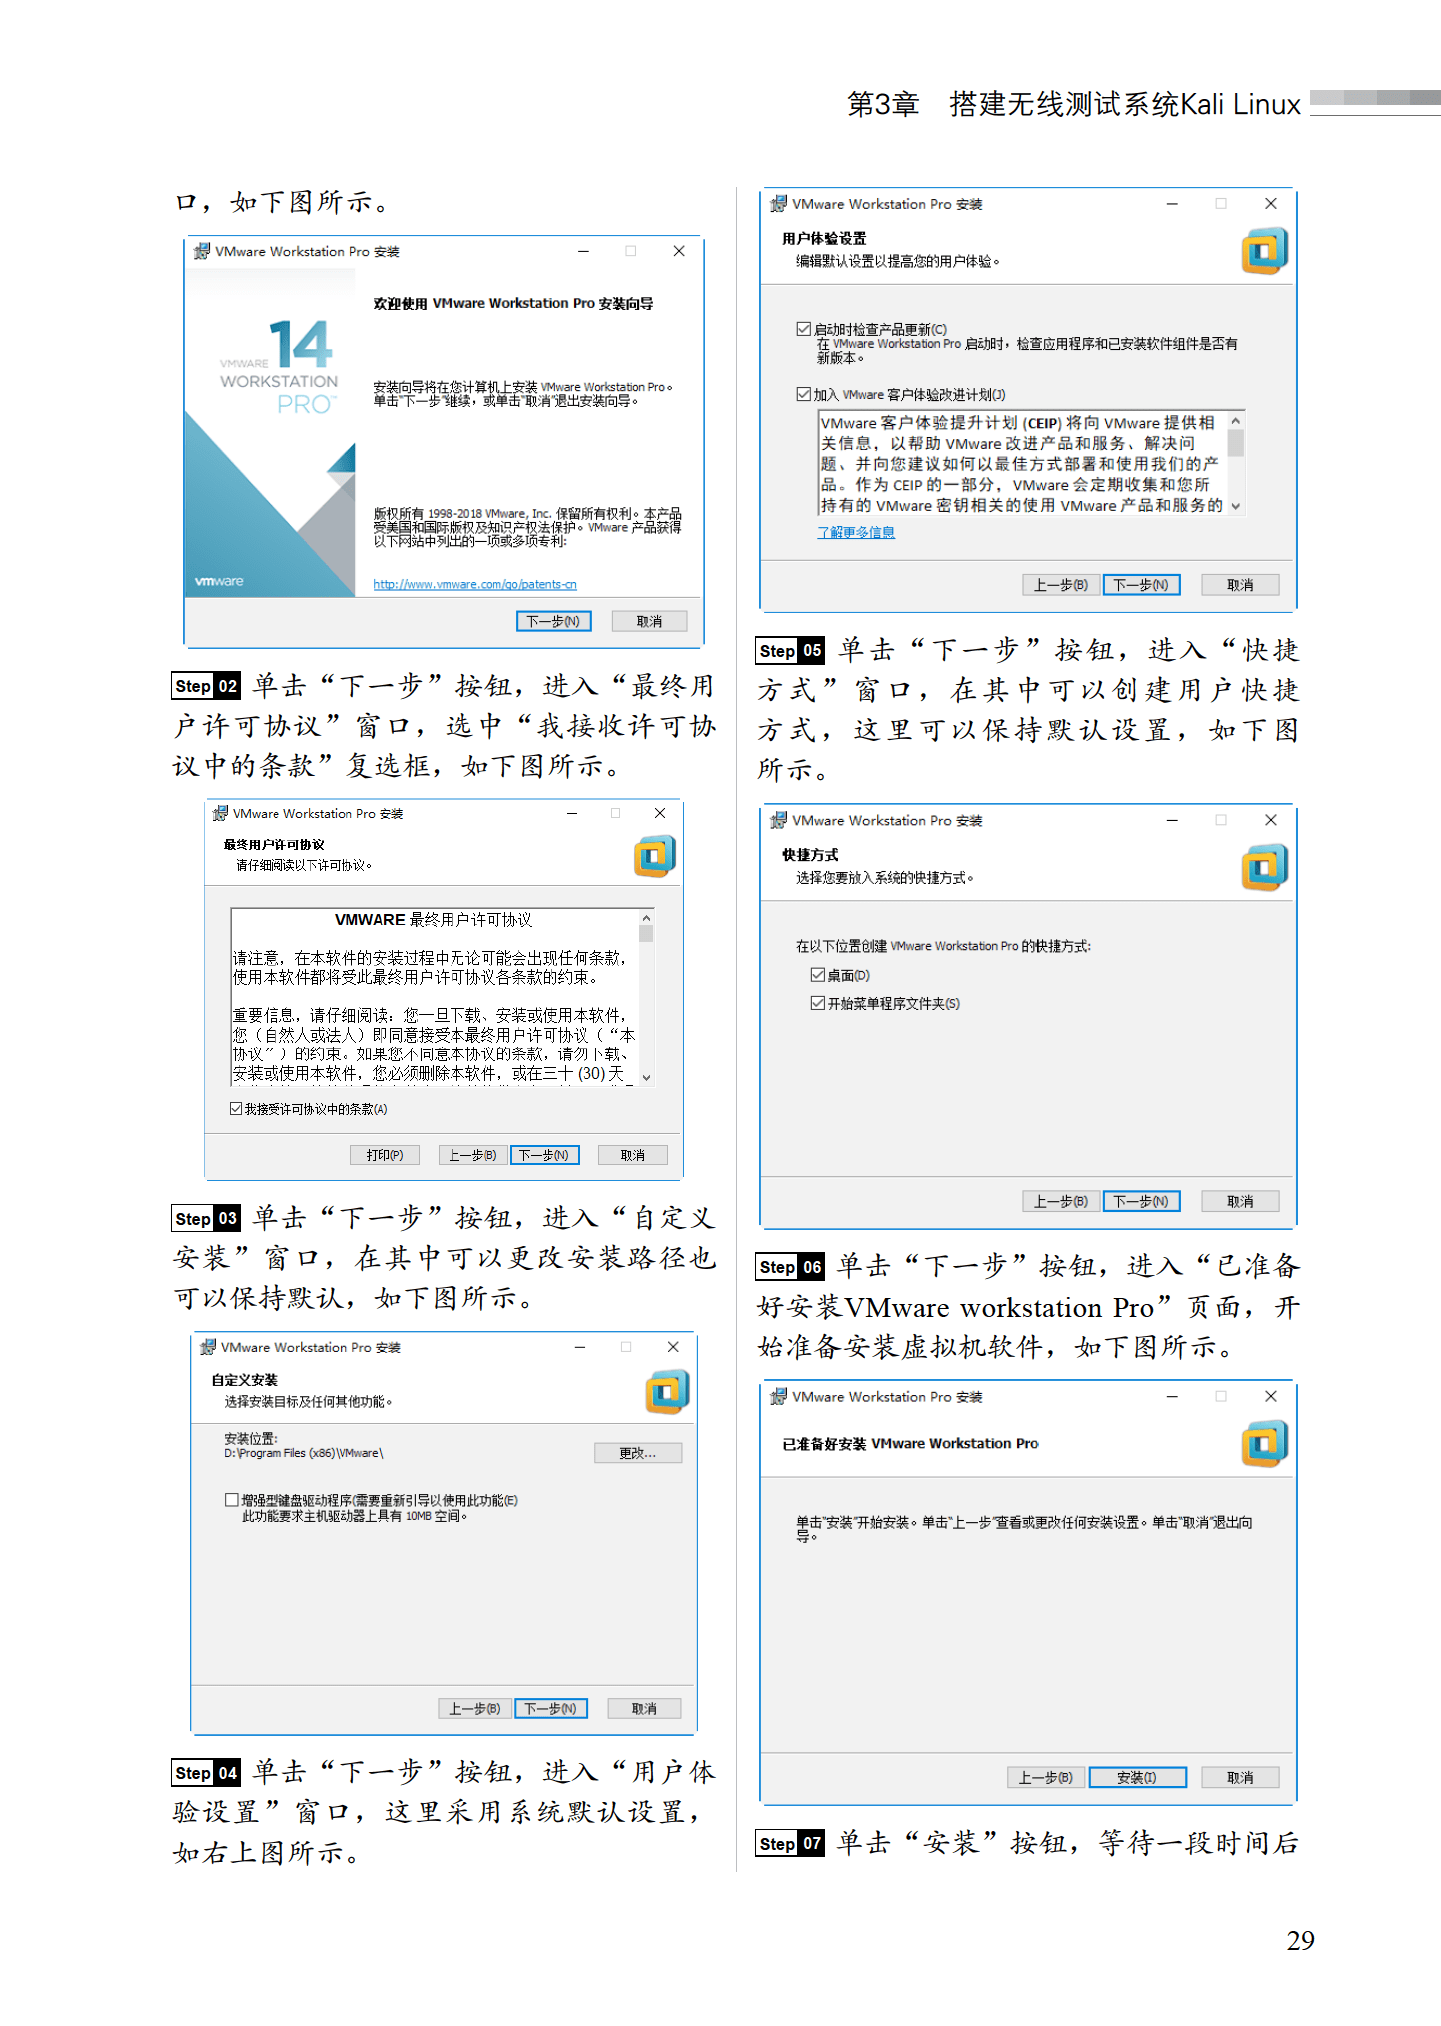 第3章 搭建无线测试系统Kali Linux
口，如下图所示。
VMware Workstation Pro 安装
欢迎使用 VMware Workstation Pro 安装向导
14
VMWARE
WORKSTATION
PRO™
安装向导将在您计算机上安装 VMware Workstation Pro。
单击“下一步”继续，或单击“取消”退出安装向导。
版权所有 1998-2018 VMware, Inc. 保留所有权利。本产品
受美国和国际版权及知识产权法保护。VMware 产品获得
以下网站中列出的一项或多项专利:
http://www.vmware.com/go/patents-cn
vmware
下一步(N)
取消
Step 02 单击“下一步”按钮，进入“最终用
户许可协议”窗口，选中“我接收许可协
议中的条款”复选框，如下图所示。
VMware Workstation Pro 安装
最终用户许可协议
请仔细阅读以下许可协议。
VMWARE 最终用户许可协议
请注意，在本软件的安装过程中无论可能会出现任何条款，
使用本软件都将受此最终用户许可协议各条款的约束。
重要信息，请仔细阅读：您一旦下载、安装或使用本软件，
您（自然人或法人）即同意接受本最终用户许可协议（“本
协议”）的约束。如果您不同意本协议的条款，请勿下载、
安装或使用本软件，您必须删除本软件，或在三十 (30) 天
我接受许可协议中的条款(A)
打印(P)
上一步(B)
下一步(N)
取消
Step 03 单击“下一步”按钮，进入“自定义
安装”窗口，在其中可以更改安装路径也
可以保持默认，如下图所示。
VMware Workstation Pro 安装
自定义安装
选择安装目标及任何其他功能。
安装位置:
D:\Program Files (x86)\VMware\
更改...
增强型键盘驱动程序(需要重新引导以使用此功能(E)
此功能要求主机驱动器上具有 10MB 空间。
上一步(B)
下一步(N)
取消
Step 04 单击“下一步”按钮，进入“用户体
验设置”窗口，这里采用系统默认设置，
如右上图所示。
VMware Workstation Pro 安装
用户体验设置
编辑默认设置以提高您的用户体验。
启动时检查产品更新(C)
在 VMware Workstation Pro 启动时，检查应用程序和已安装软件组件是否有
新版本。
加入 VMware 客户体验改进计划(J)
VMware 客户体验提升计划 (CEIP) 将向 VMware 提供相
关信息，以帮助 VMware 改进产品和服务、解决问
题、并向您建议如何以最佳方式部署和使用我们的产
品。作为 CEIP 的一部分，VMware 会定期收集和您所
持有的 VMware 密钥相关的使用 VMware 产品和服务的
了解更多信息
上一步(B)
下一步(N)
取消
Step 05 单击“下一步”按钮，进入“快捷
方式”窗口，在其中可以创建用户快捷
方式，这里可以保持默认设置，如下图
所示。
VMware Workstation Pro 安装
快捷方式
选择您要放入系统的快捷方式。
在以下位置创建 VMware Workstation Pro 的快捷方式:
桌面(D)
开始菜单程序文件夹(S)
上一步(B)
下一步(N)
取消
Step 06 单击“下一步”按钮，进入“已准备
好安装VMware workstation Pro”页面，开
始准备安装虚拟机软件，如下图所示。
VMware Workstation Pro 安装
已准备好安装 VMware Workstation Pro
单击“安装”开始安装。单击“上一步”查看或更改任何安装设置。单击“取消”退出向
导。
上一步(B)
安装(I)
取消
Step 07 单击“安装”按钮，等待一段时间后
29